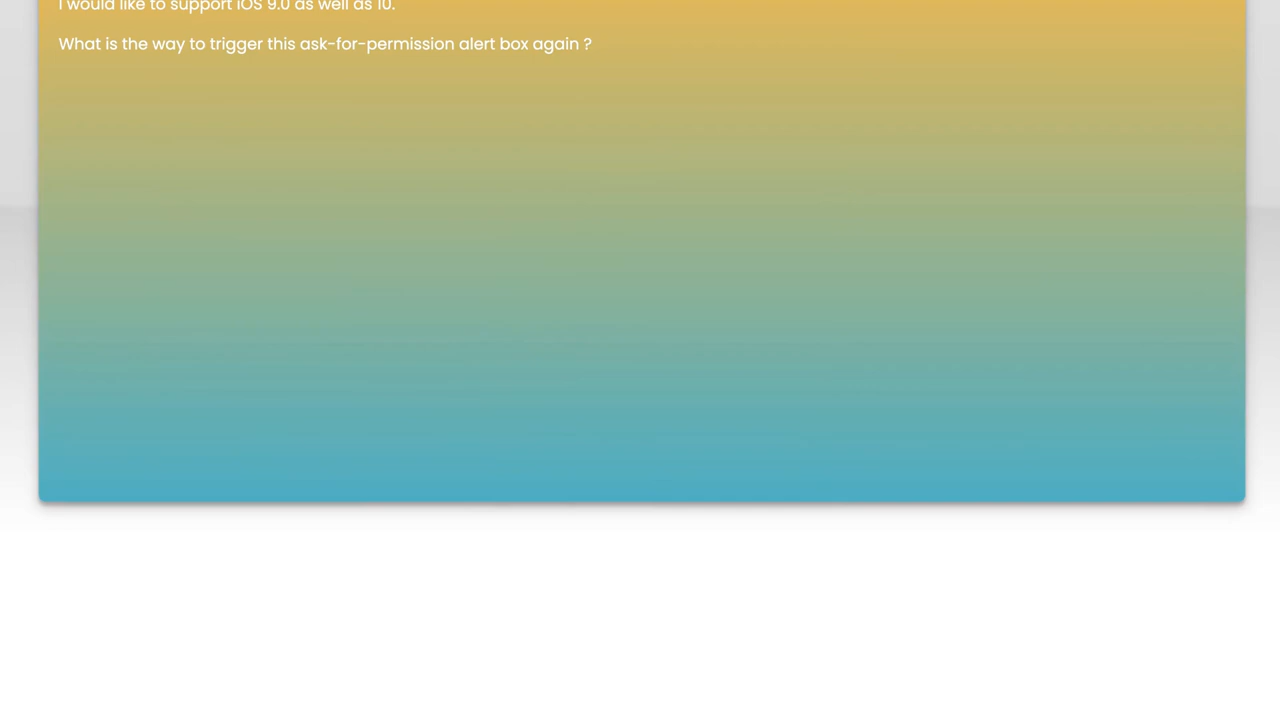 I would like to support iOS 9.0 as well as 10.
What is the way to trigger this ask-for-permission alert box again ?